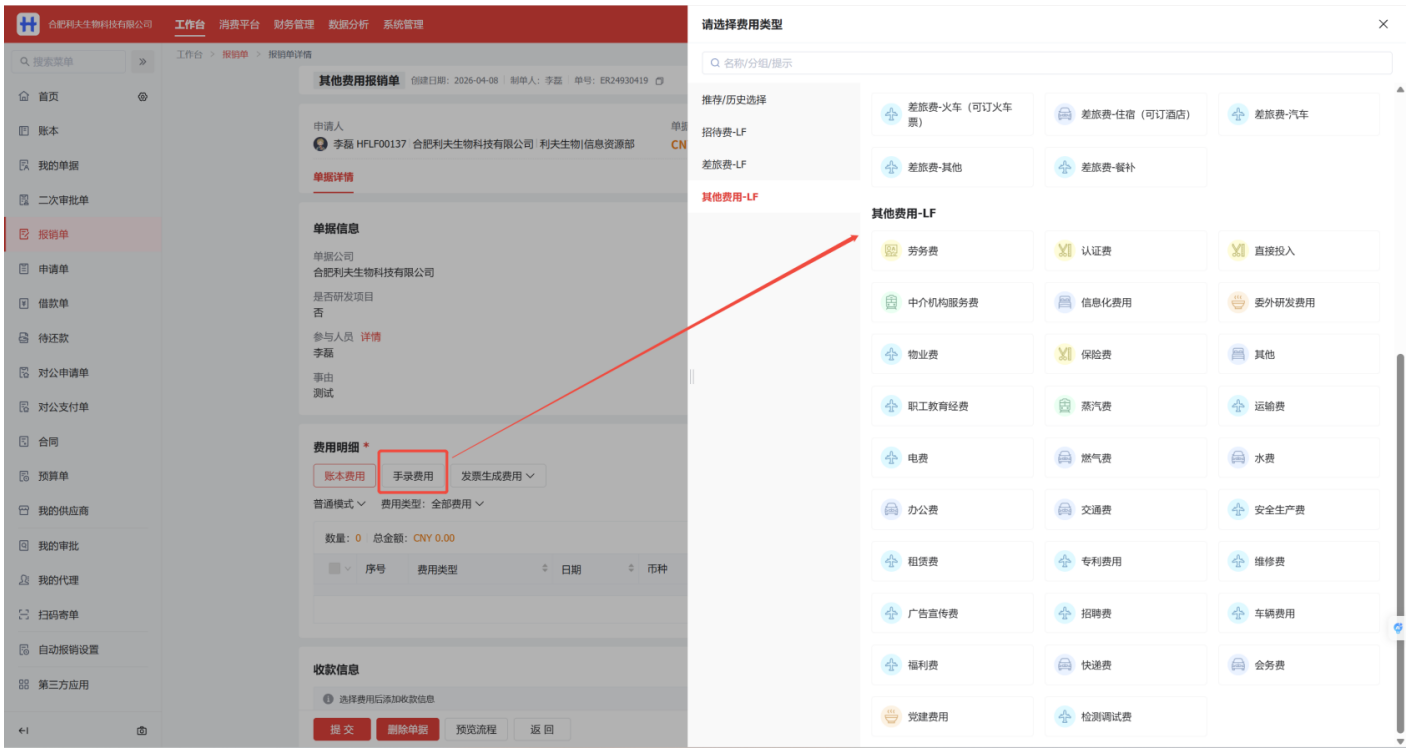 合肥利夫生物科技有限公司
工作台 消费平台 财务管理 数据分析 系统管理
搜索菜单
首页
账本
我的单据
二次审批单
报销单
申请单
借款单
待还款
对公申请单
对公支付单
合同
预算单
我的供应商
我的审批
我的代理
扫码寄单
自动报销设置
第三方应用
工作台 > 报销单 > 报销单详情
其他费用报销单 创建日期: 2026-04-08 制单人: 李磊 单号: ER24930419
申请人 单据
李磊 HFLF00137 合肥利夫生物科技有限公司 利夫生物|信息资源部 CN
单据详情
单据信息
单据公司
合肥利夫生物科技有限公司
是否研发项目
否
参与人员 详情
李磊
事由
测试
费用明细 *
账本费用 手录费用 发票生成费用
普通模式 费用类型: 全部费用
数量: 0 总金额: CNY 0.00
序号 费用类型 日期 币种
收款信息
选择费用后添加收款信息
提 交 删除单据 预览流程 返 回
请选择费用类型
名称/分组/提示
推荐/历史选择
招待费-LF
差旅费-LF
其他费用-LF
差旅费-火车（可订火车票） 差旅费-住宿（可订酒店） 差旅费-汽车
差旅费-其他 差旅费-餐补
其他费用-LF
劳务费 认证费 直接投入
中介机构服务费 信息化费用 委外研发费用
物业费 保险费 其他
职工教育经费 蒸汽费 运输费
电费 燃气费 水费
办公费 交通费 安全生产费
租赁费 专利费用 维修费
广告宣传费 招聘费 车辆费用
福利费 快递费 会务费
党建费用 检测调试费